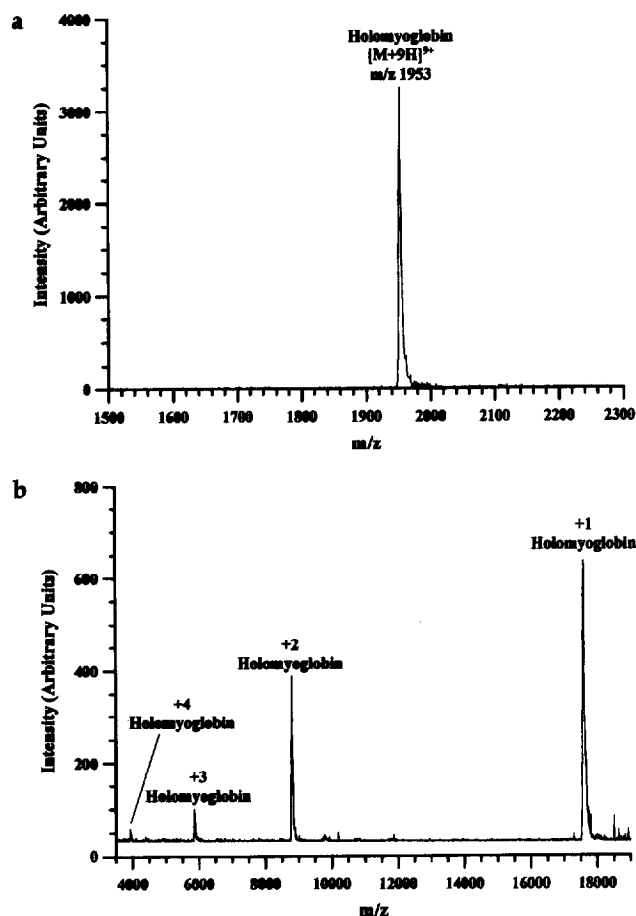 a
4000
Holomyoglobin
{M+9H}9+
m/z 1953
3000
2000
1000
0
Intensity (Arbitrary Units)
1500 1600 1700 1800 1900 2000 2100 2200 2300
m/z
b
800
+1
Holomyoglobin
600
+2
Holomyoglobin
400
+4
Holomyoglobin
+3
Holomyoglobin
200
0
Intensity (Arbitrary Units)
4000 6000 8000 10000 12000 14000 16000 18000
m/z